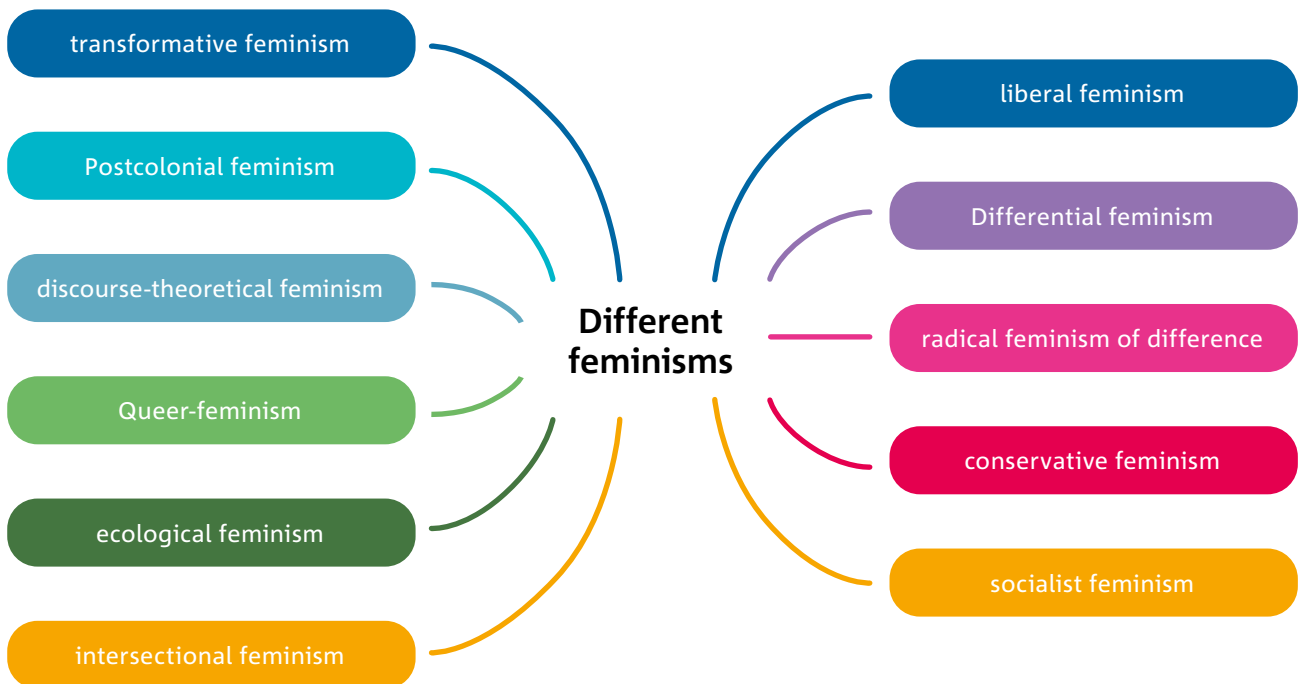 transformative feminism
Postcolonial feminism
discourse-theoretical feminism
Queer-feminism
ecological feminism
intersectional feminism
Different
feminisms
liberal feminism
Differential feminism
radical feminism of difference
conservative feminism
socialist feminism